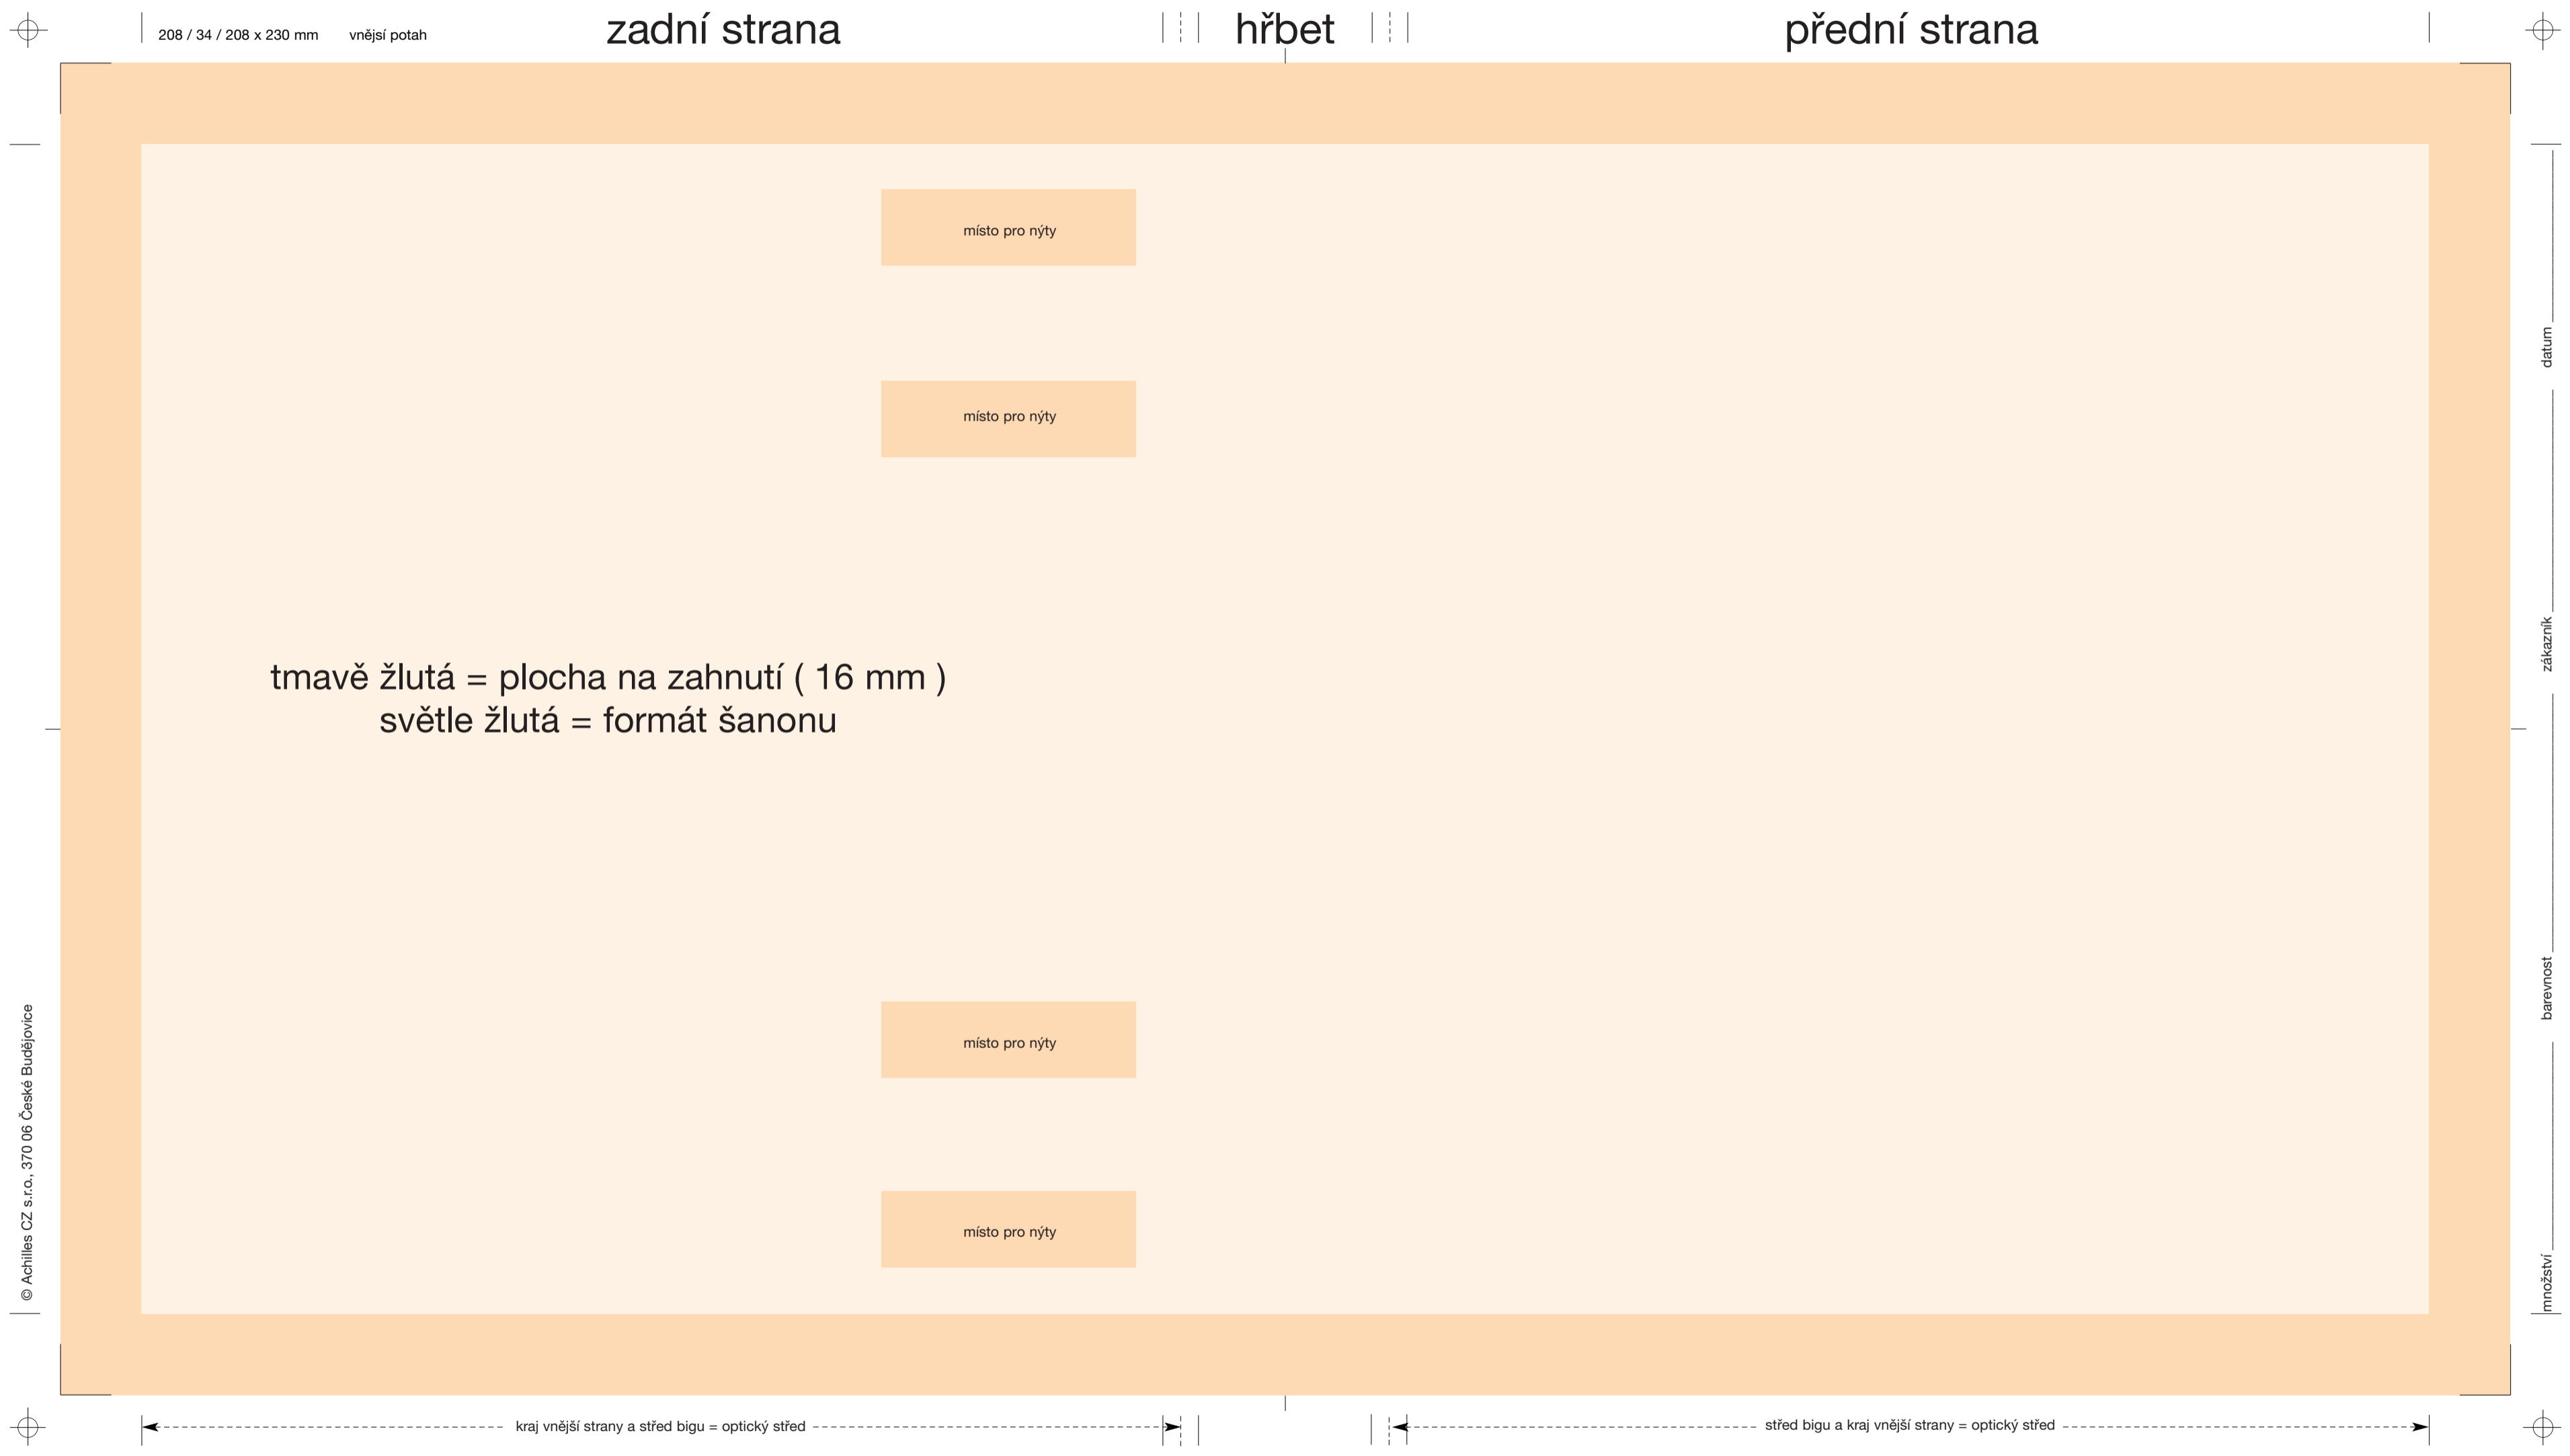 208 / 34 / 208 x 230 mm vnějsí potah
zadní strana
hřbet
přední strana
místo pro nýty
místo pro nýty
tmavě žlutá = plocha na zahnutí ( 16 mm )
světle žlutá = formát šanonu
místo pro nýty
místo pro nýty
© Achilles CZ s.r.o., 370 06 České Budějovice
datum
zákazník
barevnost
množství
kraj vnější strany a střed bigu = optický střed
střed bigu a kraj vnější strany = optický střed